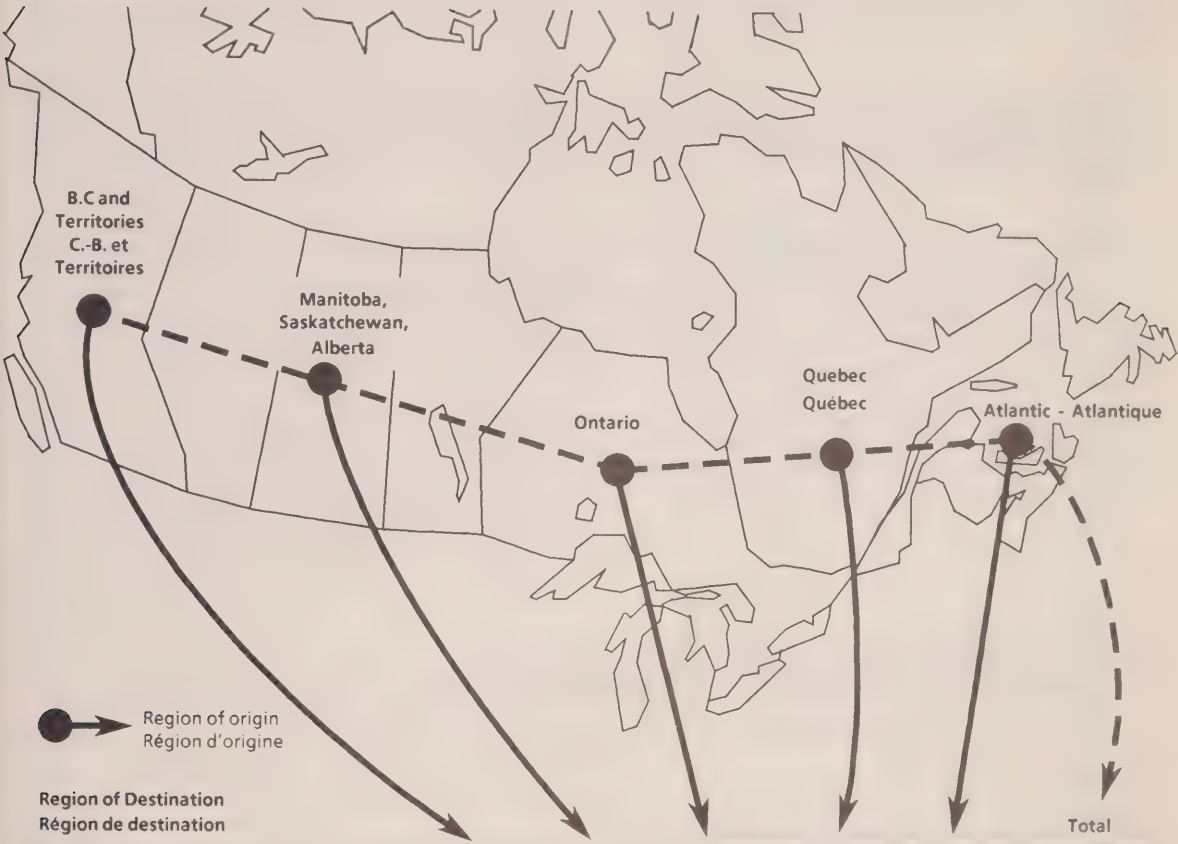 B.C and
Territories
C.-B. et
Territoires
Manitoba,
Saskatchewan,
Alberta
Ontario
Quebec
Québec
Atlantic - Atlantique
Region of origin
Région d'origine
Region of Destination
Région de destination
Total